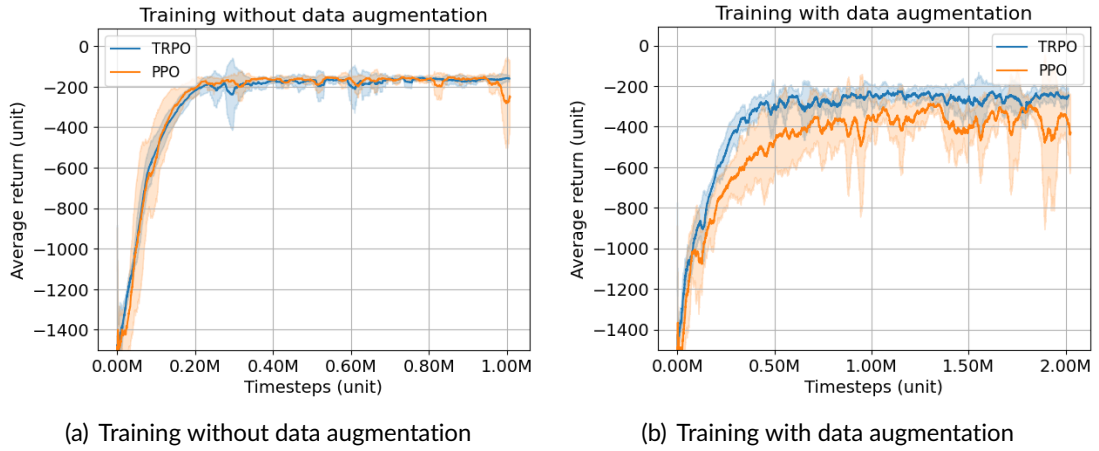 Training without data augmentation
0
−200
−400
−600
−800
−1000
−1200
−1400
Average return (unit)
TRPO
PPO
0.00M 0.20M 0.40M 0.60M 0.80M 1.00M
Timesteps (unit)
(a) Training without data augmentation
Training with data augmentation
0
−200
−400
−600
−800
−1000
−1200
−1400
Average return (unit)
TRPO
PPO
0.00M 0.50M 1.00M 1.50M 2.00M
Timesteps (unit)
(b) Training with data augmentation